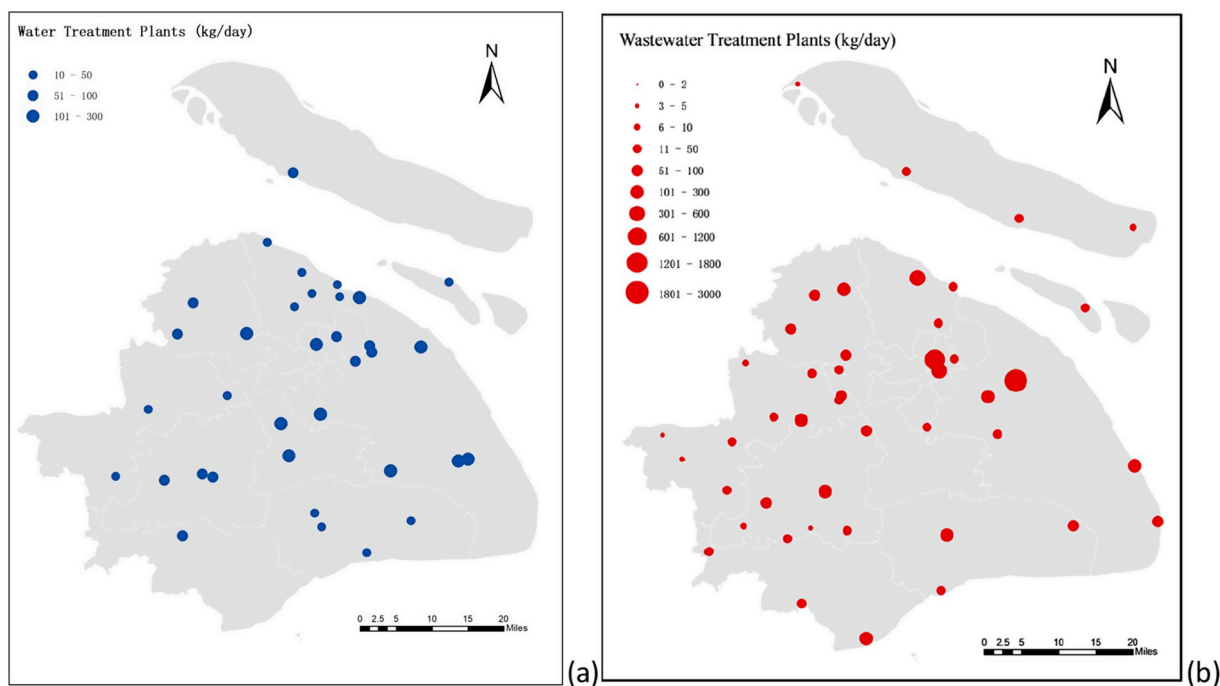 Water Treatment Plants (kg/day)
10 - 50
51 - 100
101 - 300
N
0 2.5 5 10 15 20
Miles
(a)
Wastewater Treatment Plants (kg/day)
0 - 2
3 - 5
6 - 10
11 - 50
51 - 100
101 - 300
301 - 600
601 - 1200
1201 - 1800
1801 - 3000
N
0 2.5 5 10 15 20
Miles
(b)